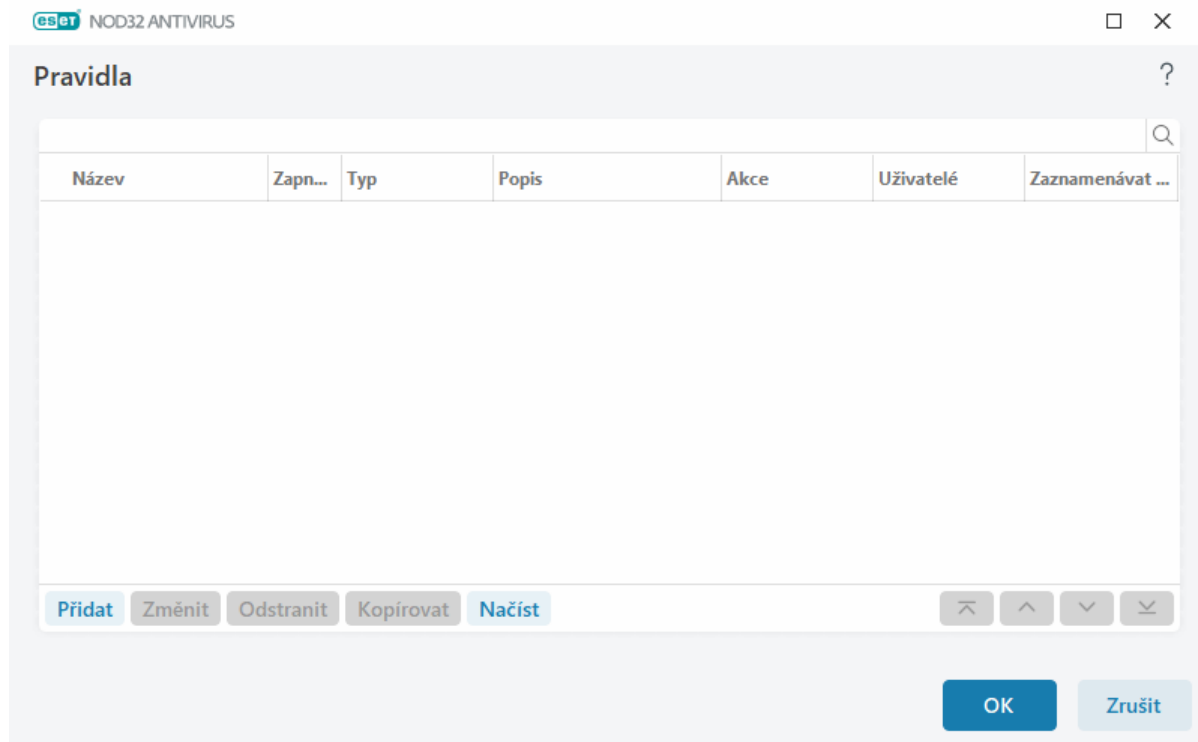 eset NOD32 ANTIVIRUS
Pravidla ?
Název Zapn... Typ Popis Akce Uživatelé Zaznamenávat ...
Přidat Změnit Odstranit Kopírovat Načíst
OK Zrušit